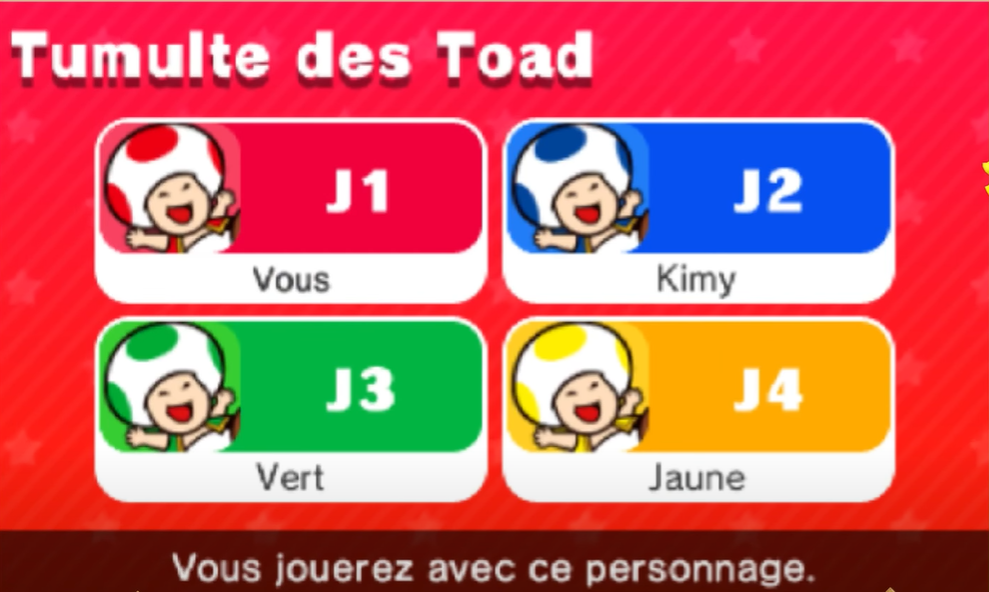 Tumulte des Toad
J1
J2
Vous
Kimy
J3
J4
Vert
Jaune
Vous jouerez avec ce personnage.